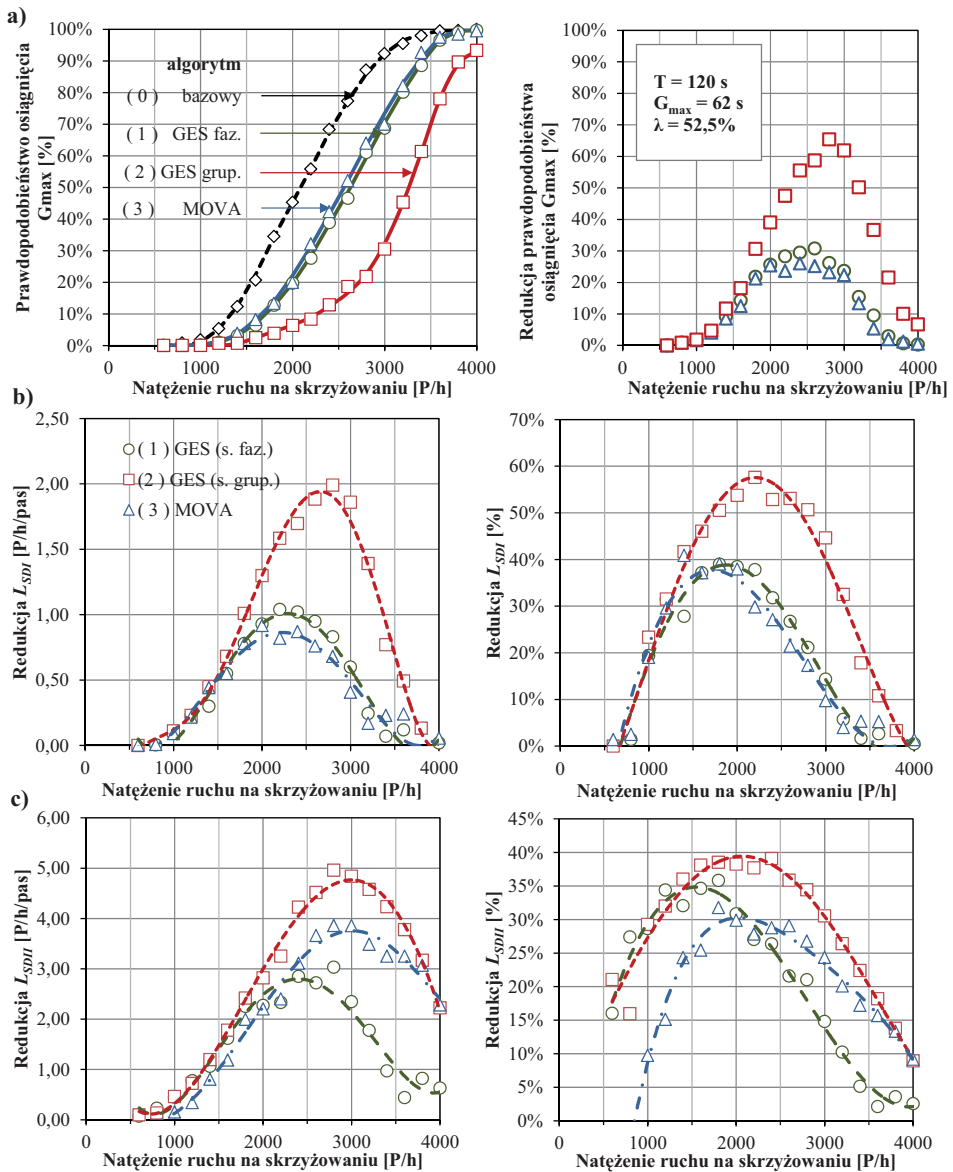 a)
Prawdopodobieństwo osiągnięcia
Gmax [%]
100%
90%
80%
70%
60%
50%
40%
30%
20%
10%
0%
algorytm
( 0 ) bazowy
( 1 ) GES faz.
( 2 ) GES grup.
( 3 ) MOVA
0 1000 2000 3000 4000
Natężenie ruchu na skrzyżowaniu [P/h]
Redukcja prawdopodobieństwa
osiągnięcia Gmax [%]
100%
90%
80%
70%
60%
50%
40%
30%
20%
10%
0%
T = 120 s
Gmax = 62 s
λ = 52,5%
0 1000 2000 3000 4000
Natężenie ruchu na skrzyżowaniu [P/h]
b)
Redukcja LSDI [P/h/pas]
2,50
2,00
1,50
1,00
0,50
0,00
( 1 ) GES (s. faz.)
(2) GES (s. grup.)
( 3 ) MOVA
0 1000 2000 3000 4000
Natężenie ruchu na skrzyżowaniu [P/h]
Redukcja LSDI [%]
70%
60%
50%
40%
30%
20%
10%
0%
0 1000 2000 3000 4000
Natężenie ruchu na skrzyżowaniu [P/h]
c)
Redukcja LSDII [P/h/pas]
6,00
5,00
4,00
3,00
2,00
1,00
0,00
0 1000 2000 3000 4000
Natężenie ruchu na skrzyżowaniu [P/h]
Redukcja LSDII [%]
45%
40%
35%
30%
25%
20%
15%
10%
5%
0%
0 1000 2000 3000 4000
Natężenie ruchu na skrzyżowaniu [P/h]